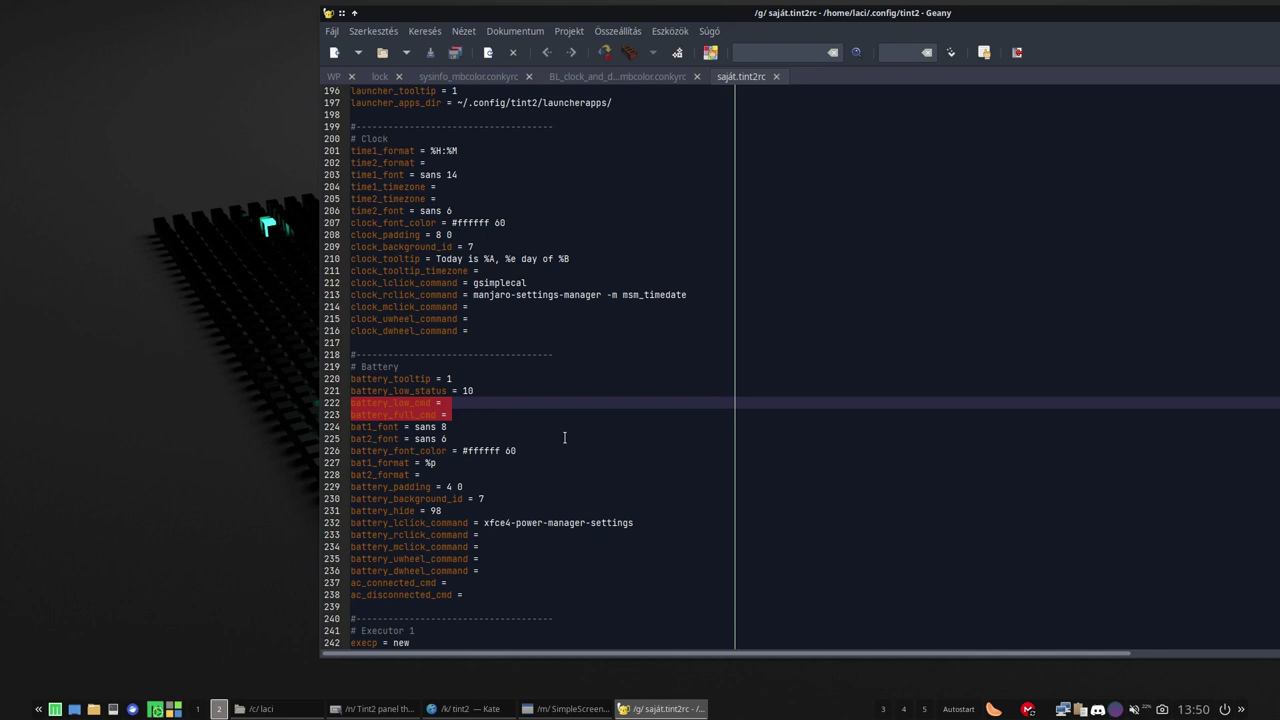 /g/ saját.tint2rc - /home/laci/.config/tint2 - Geany
Fájl Szerkesztés Keresés Nézet Dokumentum Projekt Összeállítás Eszközök Súgó
WP lock sysinfo_mbcolor.conkyrc BL_clock_and_d...mbcolor.conkyrc saját.tint2rc
196 launcher_tooltip = 1
197 launcher_apps_dir = ~/.config/tint2/launcherapps/
198
199 #-------------------------------------
200 # Clock
201 time1_format = %H:%M
202 time2_format =
203 time1_font = sans 14
204 time1_timezone =
205 time2_timezone =
206 time2_font = sans 6
207 clock_font_color = #ffffff 60
208 clock_padding = 8 0
209 clock_background_id = 7
210 clock_tooltip = Today is %A, %e day of %B
211 clock_tooltip_timezone =
212 clock_lclick_command = gsimplecal
213 clock_rclick_command = manjaro-settings-manager -m msm_timedate
214 clock_mclick_command =
215 clock_uwheel_command =
216 clock_dwheel_command =
217
218 #-------------------------------------
219 # Battery
220 battery_tooltip = 1
221 battery_low_status = 10
222 battery_low_cmd =
223 battery_full_cmd =
224 bat1_font = sans 8
225 bat2_font = sans 6
226 battery_font_color = #ffffff 60
227 bat1_format = %p
228 bat2_format =
229 battery_padding = 4 0
230 battery_background_id = 7
231 battery_hide = 98
232 battery_lclick_command = xfce4-power-manager-settings
233 battery_rclick_command =
234 battery_mclick_command =
235 battery_uwheel_command =
236 battery_dwheel_command =
237 ac_connected_cmd =
238 ac_disconnected_cmd =
239
240 #-------------------------------------
241 # Executor 1
242 execp = new
« 1 2 /c/ laci /n/ Tint2 panel th... /k/ tint2 — Kate /m/ SimpleScreen... /g/ saját.tint2rc - /... 3 4 5 Autostart 22% 13:50 »